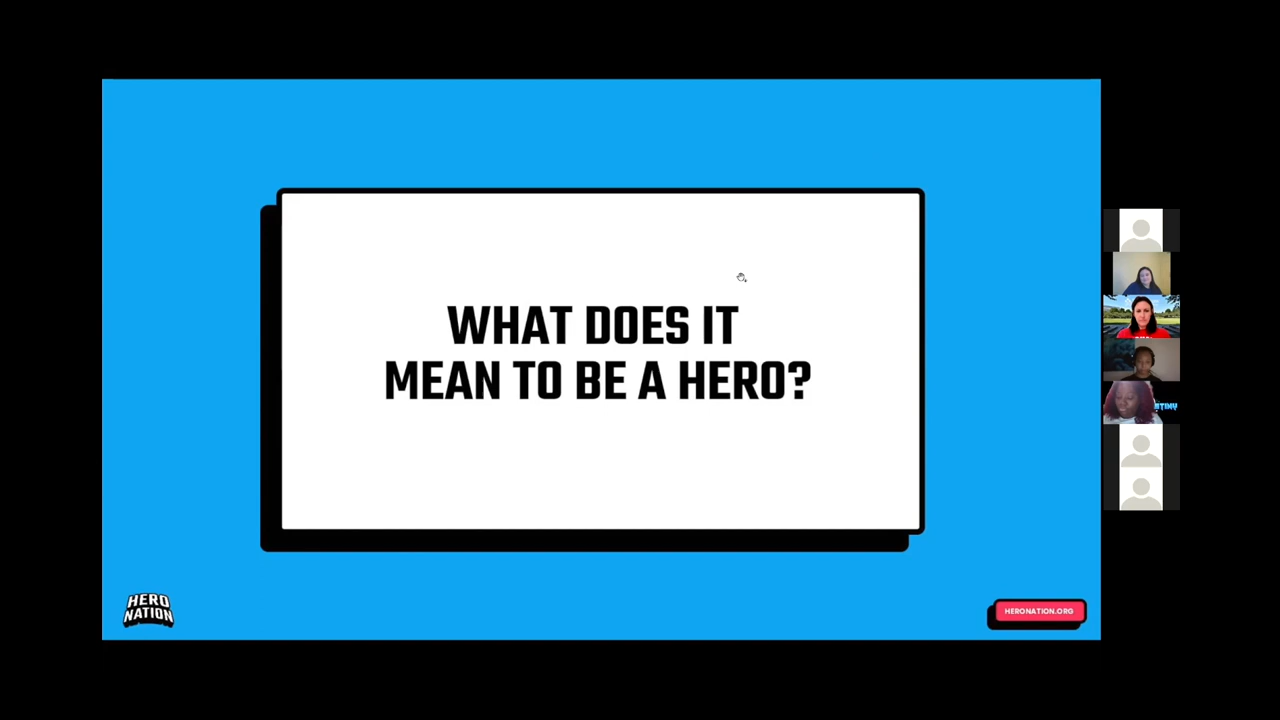 WHAT DOES IT
MEAN TO BE A HERO?
HERO
NATION
HERONATION.ORG